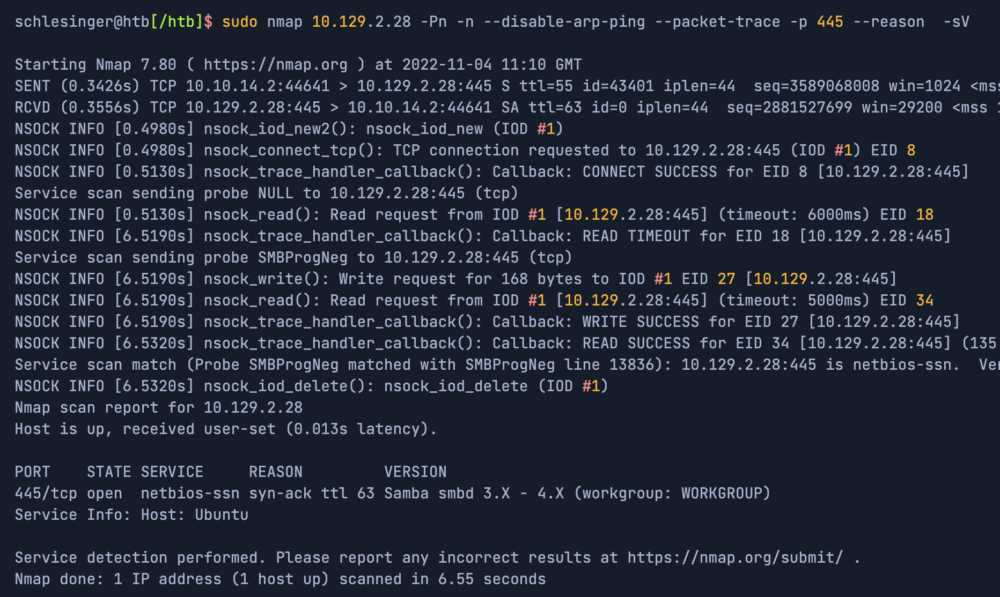 schlesinger@htb[/htb]$ sudo nmap 10.129.2.28 -Pn -n --disable-arp-ping --packet-trace -p 445 --reason  -sV
Starting Nmap 7.80 ( https://nmap.org ) at 2022-11-04 11:10 GMT
SENT (0.3426s) TCP 10.10.14.2:44641 > 10.129.2.28:445 S ttl=55 id=43401 iplen=44  seq=3589068008 win=1024 <mss
RCVD (0.3556s) TCP 10.129.2.28:445 > 10.10.14.2:44641 SA ttl=63 id=0 iplen=44  seq=2881527699 win=29200 <mss 1
NSOCK INFO [0.4980s] nsock_iod_new2(): nsock_iod_new (IOD #1)
NSOCK INFO [0.4980s] nsock_connect_tcp(): TCP connection requested to 10.129.2.28:445 (IOD #1) EID 8
NSOCK INFO [0.5130s] nsock_trace_handler_callback(): Callback: CONNECT SUCCESS for EID 8 [10.129.2.28:445]
Service scan sending probe NULL to 10.129.2.28:445 (tcp)
NSOCK INFO [0.5130s] nsock_read(): Read request from IOD #1 [10.129.2.28:445] (timeout: 6000ms) EID 18
NSOCK INFO [6.5190s] nsock_trace_handler_callback(): Callback: READ TIMEOUT for EID 18 [10.129.2.28:445]
Service scan sending probe SMBProgNeg to 10.129.2.28:445 (tcp)
NSOCK INFO [6.5190s] nsock_write(): Write request for 168 bytes to IOD #1 EID 27 [10.129.2.28:445]
NSOCK INFO [6.5190s] nsock_read(): Read request from IOD #1 [10.129.2.28:445] (timeout: 5000ms) EID 34
NSOCK INFO [6.5190s] nsock_trace_handler_callback(): Callback: WRITE SUCCESS for EID 27 [10.129.2.28:445]
NSOCK INFO [6.5320s] nsock_trace_handler_callback(): Callback: READ SUCCESS for EID 34 [10.129.2.28:445] (135
Service scan match (Probe SMBProgNeg matched with SMBProgNeg line 13836): 10.129.2.28:445 is netbios-ssn.  Ver
NSOCK INFO [6.5320s] nsock_iod_delete(): nsock_iod_delete (IOD #1)
Nmap scan report for 10.129.2.28
Host is up, received user-set (0.013s latency).
PORT    STATE SERVICE     REASON         VERSION
445/tcp open  netbios-ssn syn-ack ttl 63 Samba smbd 3.X - 4.X (workgroup: WORKGROUP)
Service Info: Host: Ubuntu
Service detection performed. Please report any incorrect results at https://nmap.org/submit/ .
Nmap done: 1 IP address (1 host up) scanned in 6.55 seconds